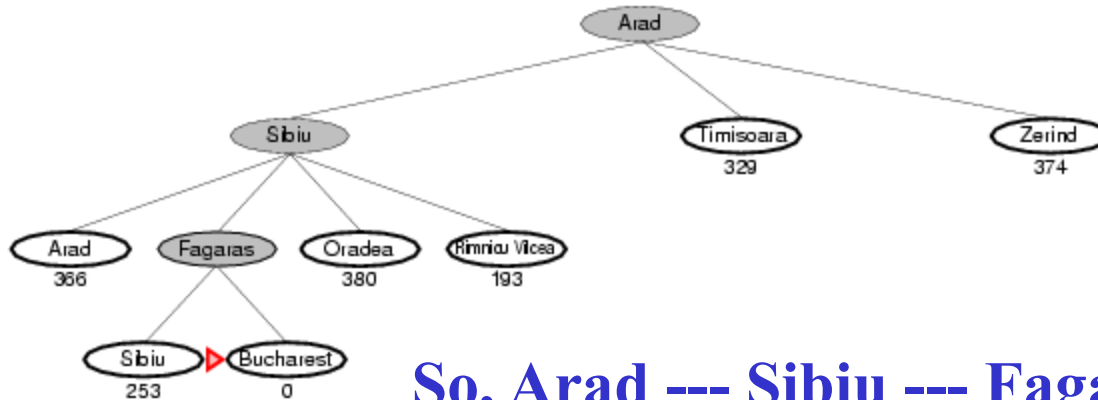 Arad
Sibiu Timisoara Zerind
329 374
Arad Fagaras Oradea Rimnicu Vilcea
366 380 193
Sibiu Bucharest
253 0
So, Arad --- Sibiu --- Faga